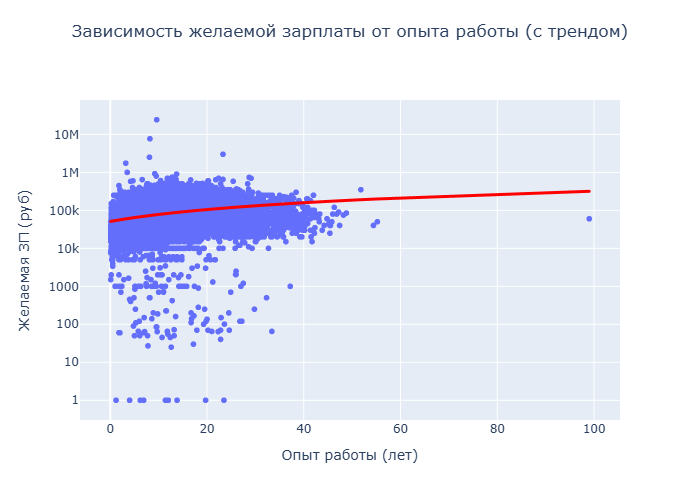 Зависимость желаемой зарплаты от опыта работы (с трендом)
Желаемая ЗП (руб)
10M
1M
100k
10k
1000
100
10
1
0 20 40 60 80 100
Опыт работы (лет)